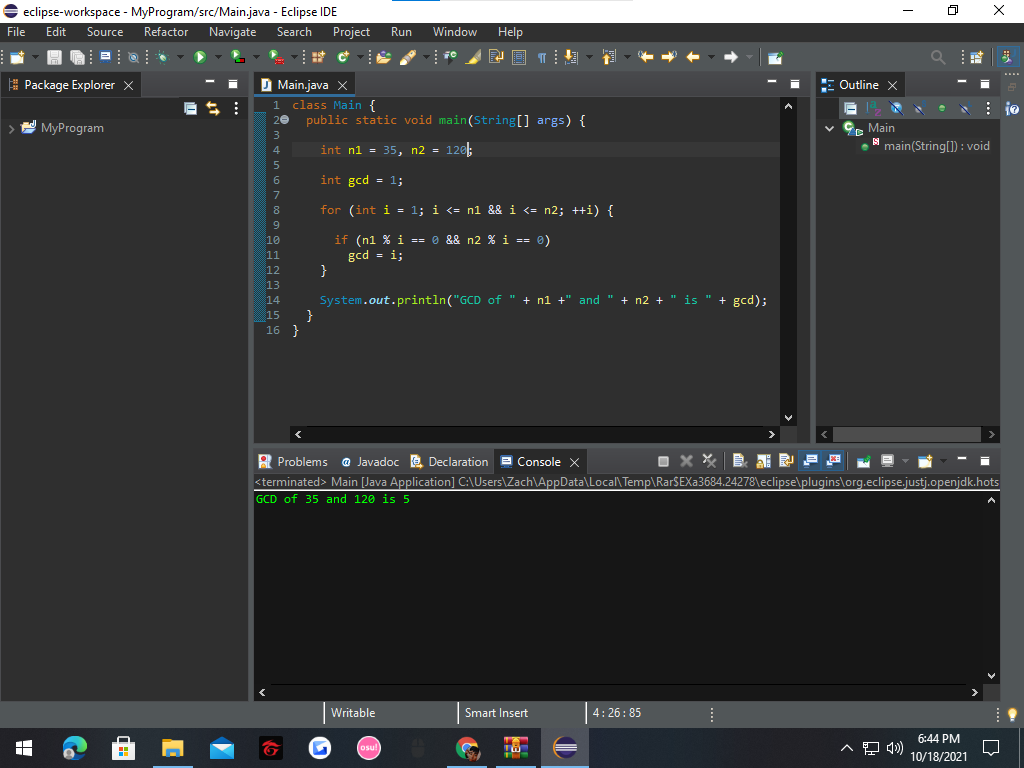 eclipse-workspace - MyProgram/src/Main.java - Eclipse IDE
File Edit Source Refactor Navigate Search Project Run Window Help
Package Explorer
MyProgram
Main.java
1 class Main {
2 public static void main(String[] args) {
3
4 int n1 = 35, n2 = 120;
5
6 int gcd = 1;
7
8 for (int i = 1; i <= n1 && i <= n2; ++i) {
9
10 if (n1 % i == 0 && n2 % i == 0)
11 gcd = i;
12 }
13
14 System.out.println("GCD of " + n1 +" and " + n2 + " is " + gcd);
15 }
16 }
Outline
Main
main(String[]) : void
Problems Javadoc Declaration Console
<terminated> Main [Java Application] C:\Users\Zach\AppData\Local\Temp\Rar$EXa3684.24278\eclipse\plugins\org.eclipse.justj.openjdk.hots
GCD of 35 and 120 is 5
Writable Smart Insert 4 : 26 : 85
osu!
6:44 PM
10/18/2021